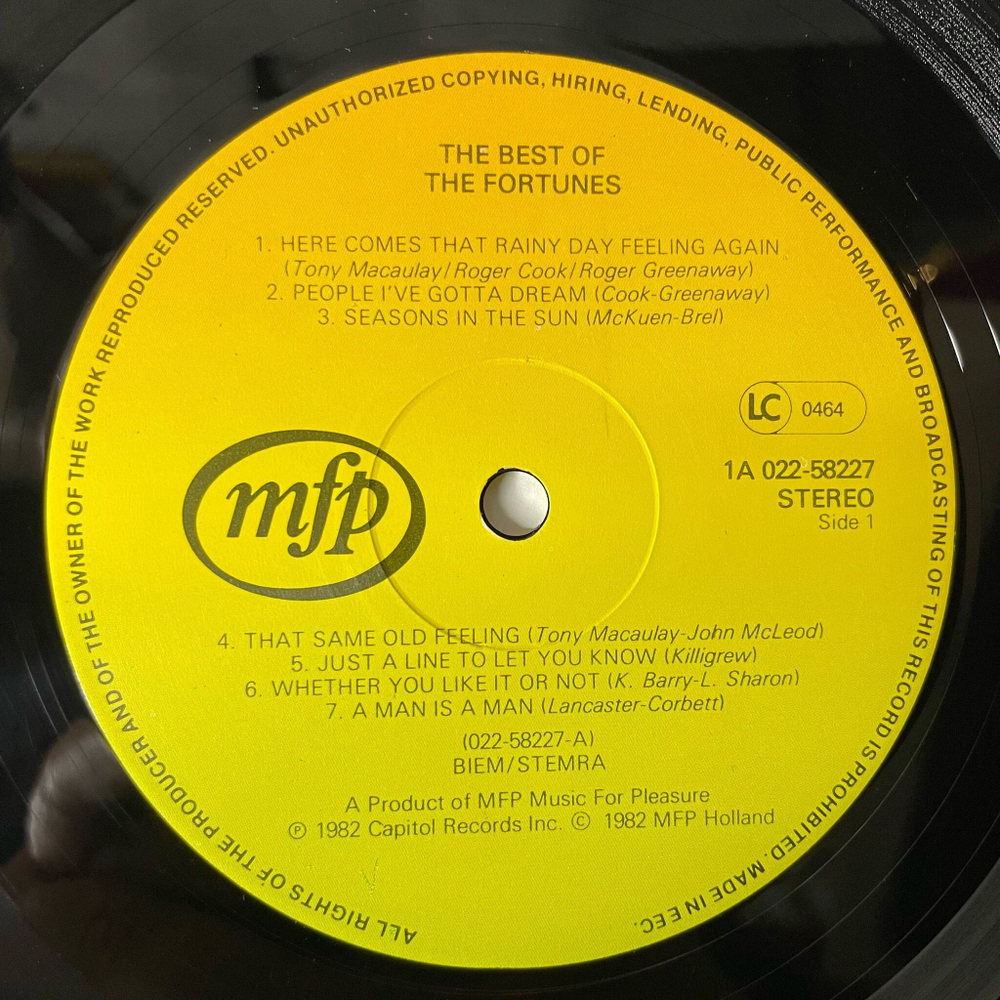 ALL RIGHTS OF THE PRODUCER AND OF THE OWNER OF THE WORK REPRODUCED RESERVED. UNAUTHORIZED COPYING, HIRING, LENDING, PUBLIC PERFORMANCE AND BROADCASTING OF THIS RECORD IS PROHIBITED. MADE IN EEC.
THE BEST OF
THE FORTUNES
1. HERE COMES THAT RAINY DAY FEELING AGAIN
(Tony Macaulay/Roger Cook/Roger Greenaway)
2. PEOPLE I'VE GOTTA DREAM (Cook-Greenaway)
3. SEASONS IN THE SUN (McKuen-Brel)
LC 0464
mfp
1A 022-58227
STEREO
Side 1
4. THAT SAME OLD FEELING (Tony Macaulay-John McLeod)
5. JUST A LINE TO LET YOU KNOW (Killigrew)
6. WHETHER YOU LIKE IT OR NOT (K. Barry-L. Sharon)
7. A MAN IS A MAN (Lancaster-Corbett)
(022-58227-A)
BIEM/STEMRA
A Product of MFP Music For Pleasure
℗ 1982 Capitol Records Inc. © 1982 MFP Holland